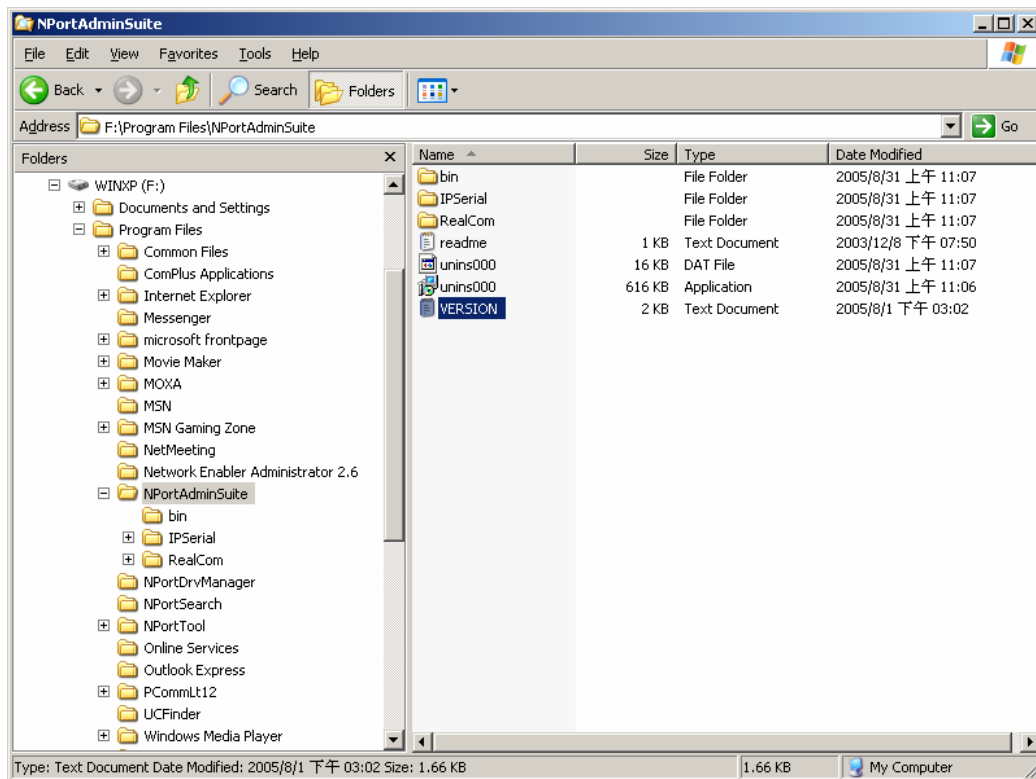 NPortAdminSuite
File Edit View Favorites Tools Help
Back Search Folders
Address F:\Program Files\NPortAdminSuite Go
Folders
WINXP (F:)
Documents and Settings
Program Files
Common Files
ComPlus Applications
Internet Explorer
Messenger
microsoft frontpage
Movie Maker
MOXA
MSN
MSN Gaming Zone
NetMeeting
Network Enabler Administrator 2.6
NPortAdminSuite
bin
IPSerial
RealCom
NPortDrvManager
NPortSearch
NPortTool
Online Services
Outlook Express
PCommLt12
UCFinder
Windows Media Player
Name Size Type Date Modified
bin File Folder 2005/8/31 上午 11:07
IPSerial File Folder 2005/8/31 上午 11:07
RealCom File Folder 2005/8/31 上午 11:07
readme 1 KB Text Document 2003/12/8 下午 07:50
unins000 16 KB DAT File 2005/8/31 上午 11:07
unins000 616 KB Application 2005/8/31 上午 11:06
VERSION 2 KB Text Document 2005/8/1 下午 03:02
Type: Text Document Date Modified: 2005/8/1 下午 03:02 Size: 1.66 KB 1.66 KB My Computer